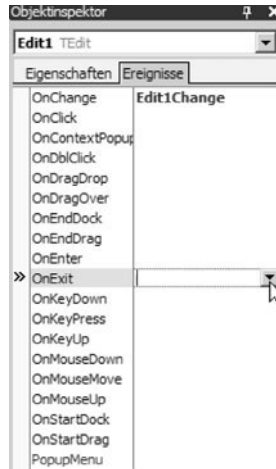 Objektinspektor
Edit1 TEdit
Eigenschaften Ereignisse
OnChange Edit1Change
OnClick
OnContextPopup
OnDblClick
OnDragDrop
OnDragOver
OnEndDock
OnEndDrag
OnEnter
» OnExit
OnKeyDown
OnKeyPress
OnKeyUp
OnMouseDown
OnMouseMove
OnMouseUp
OnStartDock
OnStartDrag
PopupMenu